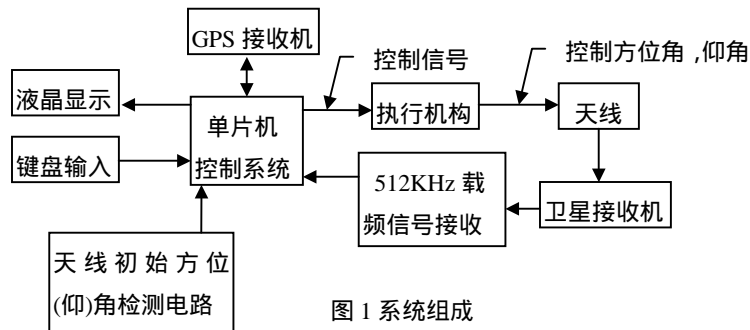 GPS 接收机
控制信号
控制方位角 ,仰角
液晶显示
单片机
控制系统
执行机构
天线
键盘输入
512KHz 载
频信号接收
卫星接收机
天线初始方位
(仰)角检测电路
图 1 系统组成